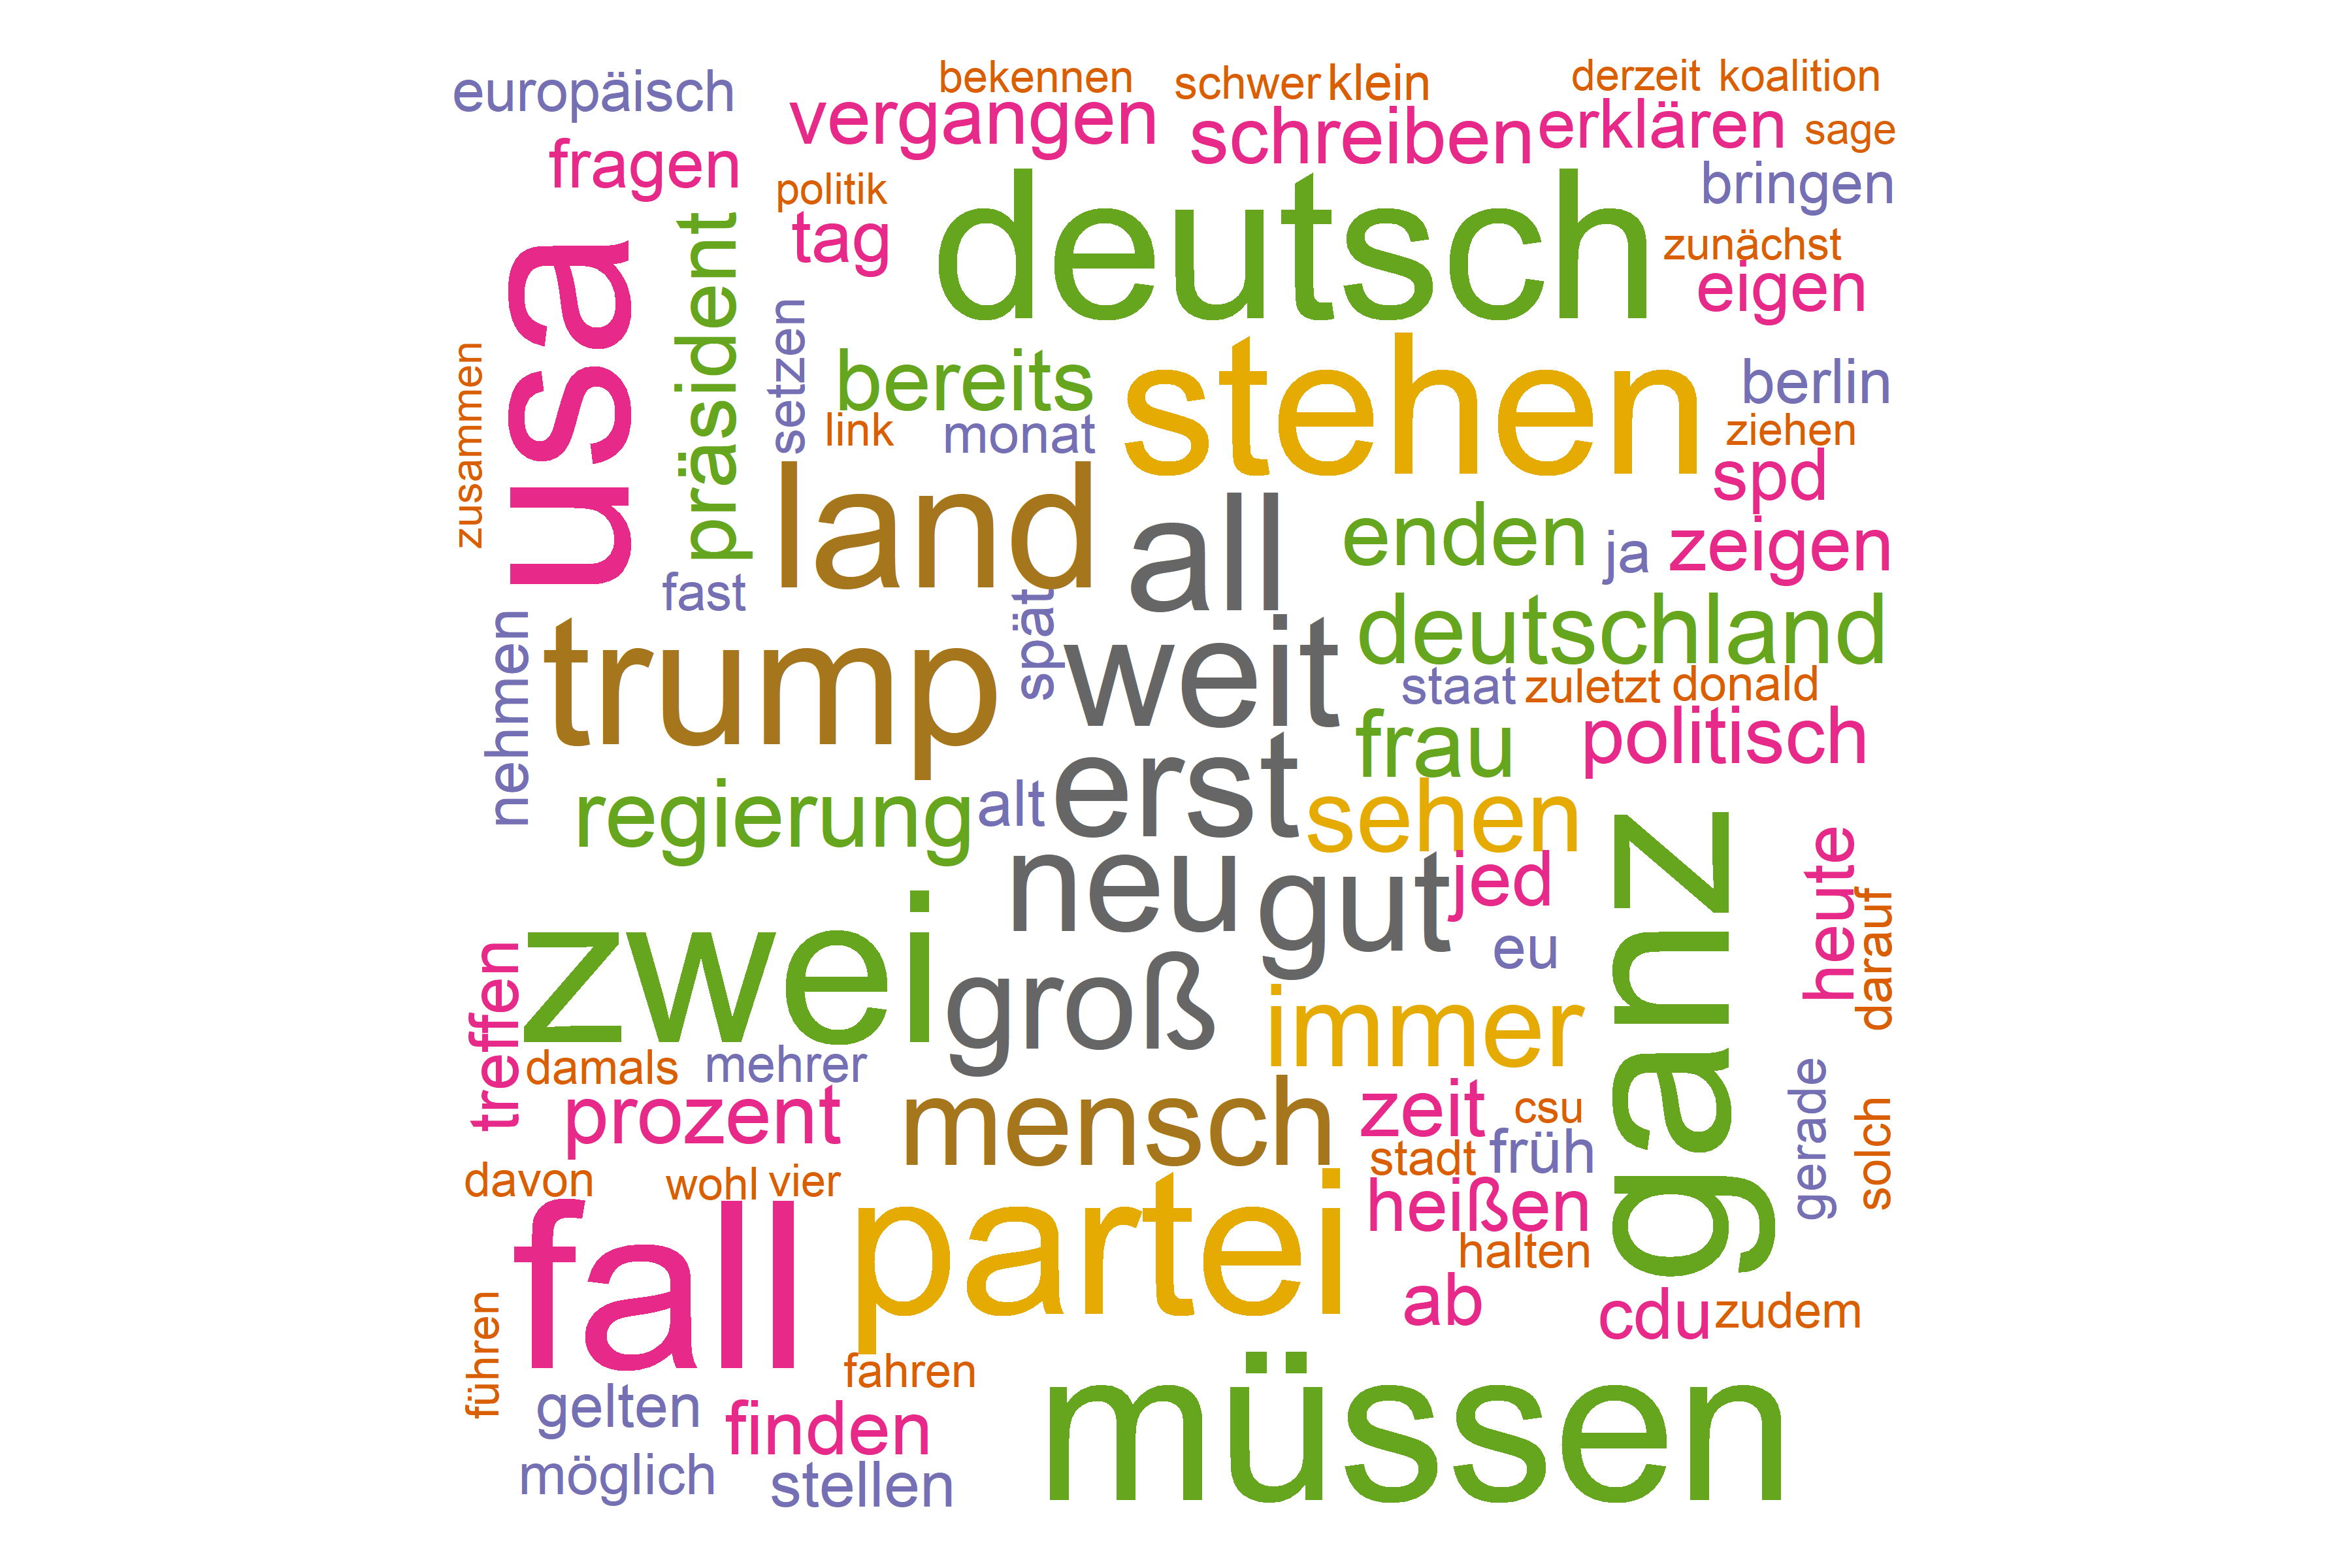 europäisch
bekennen
schwer
klein
derzeit
koalition
vergangen
schreiben
erklären
sage
fragen
politik
tag
deutsch
bringen
zunächst
eigen
usa
präsident
setzen
bereits
stehen
berlin
link
monat
ziehen
zusammen
spd
land
all
enden
ja
zeigen
fast
spät
deutschland
nehmen
trump
weit
staat
zuletzt
donald
frau
politisch
regierung
alt
erst
sehen
neu
gut
jed
ganz
heute
darauf
zwei
groß
eu
immer
treffen
damals
mehrer
prozent
mensch
zeit
csu
stadt
früh
gerade
solch
davon
wohl
vier
heißen
fall
partei
halten
ab
cdu
zudem
führen
fahren
müssen
gelten
finden
möglich
stellen